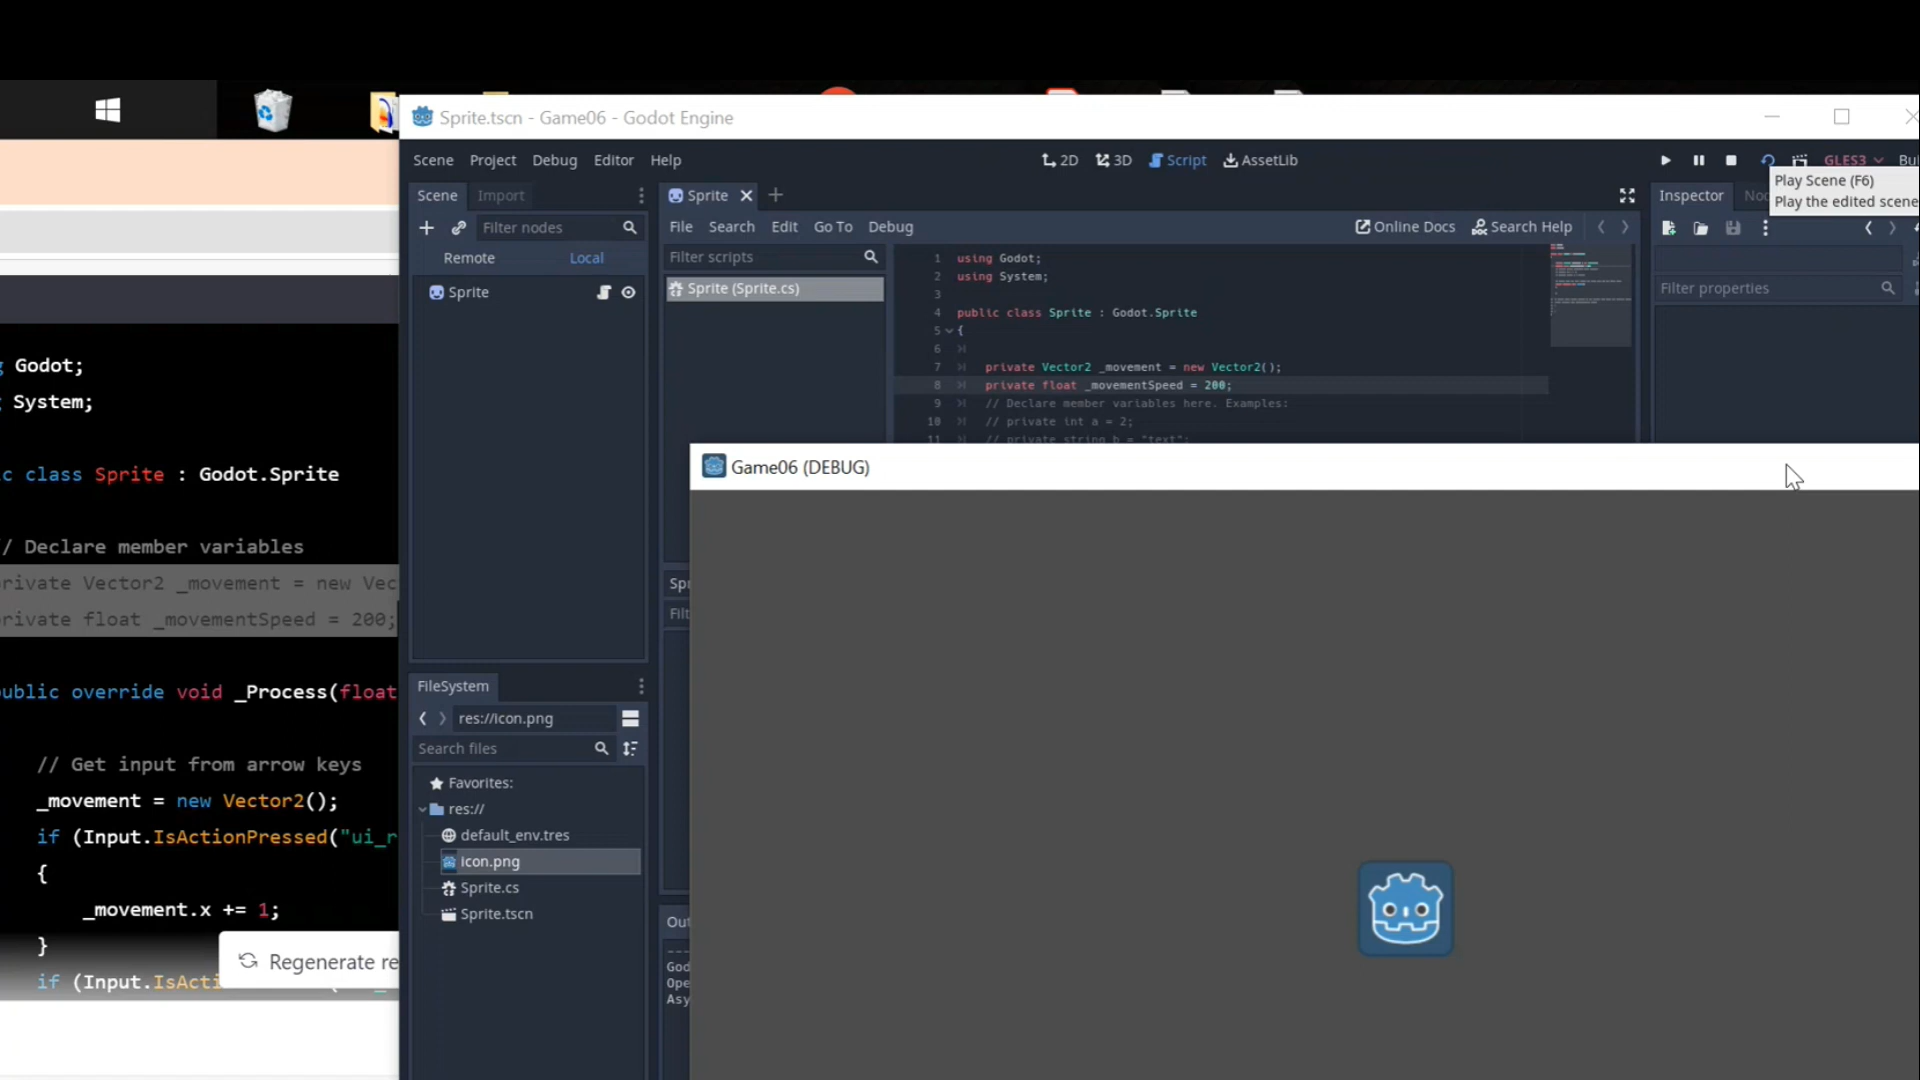 Sprite.tscn - Game06 - Godot Engine
Scene Project Debug Editor Help
2D 3D Script AssetLib
GLES3
Play Scene (F6)
Play the edited scene
Scene Import
Filter nodes
Remote Local
Sprite
Sprite
File Search Edit Go To Debug
Online Docs Search Help
Filter scripts
Sprite (Sprite.cs)
1 using Godot;
2 using System;
3
4 public class Sprite : Godot.Sprite
5 {
6
7 private Vector2 _movement = new Vector2();
8 private float _movementSpeed = 200;
9 // Declare member variables here. Examples:
10 // private int a = 2;
11 // private string b = "text";
Inspector
Filter properties
Game06 (DEBUG)
FileSystem
res://icon.png
Search files
Favorites:
res://
default_env.tres
icon.png
Sprite.cs
Sprite.tscn
Godot;
System;
c class Sprite : Godot.Sprite
/ Declare member variables
rivate Vector2 _movement = new Vec
rivate float _movementSpeed = 200;
ublic override void _Process(float
// Get input from arrow keys
_movement = new Vector2();
if (Input.IsActionPressed("ui_r
{
_movement.x += 1;
}
if (Input.IsActi
Regenerate re
Spr
Filt
Out
God
Ope
Asy